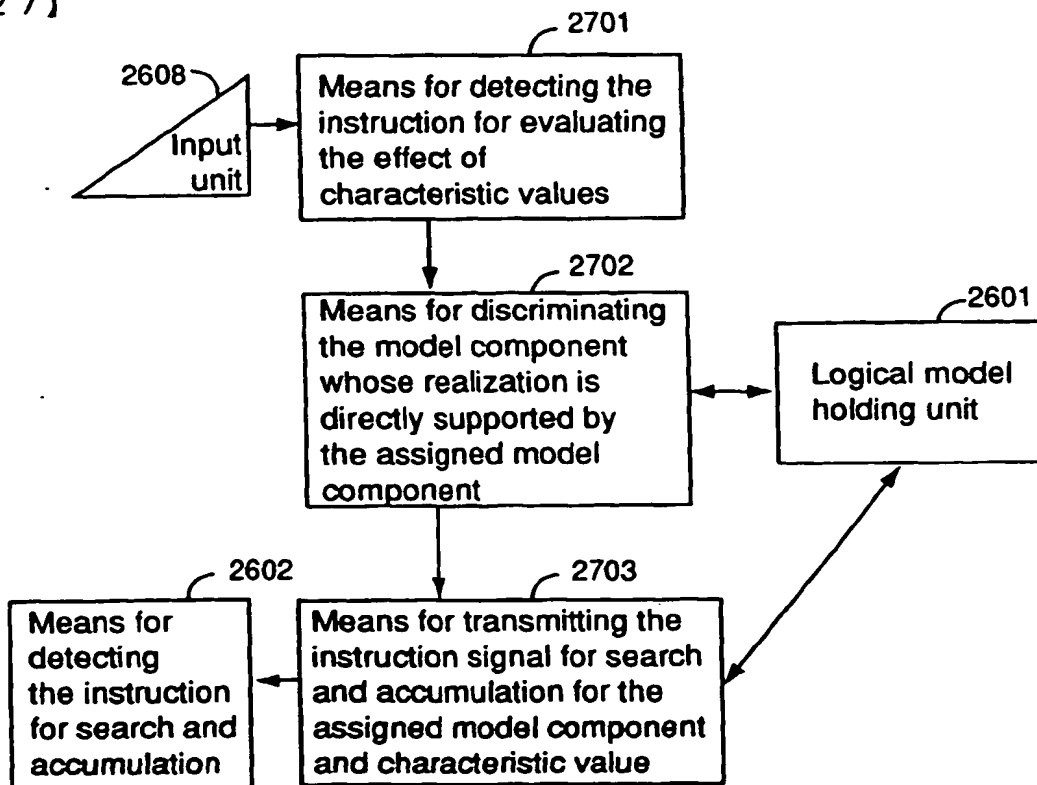 27】
2701
2608
Means for detecting the
instruction for evaluating
the effect of
characteristic values
Input
unit
2702
Means for discriminating
the model component
whose realization is
directly supported by
the assigned model
component
2601
Logical model
holding unit
2602
Means for
detecting
the instruction
for search and
accumulation
2703
Means for transmitting the
instruction signal for search
and accumulation for the
assigned model component
and characteristic value